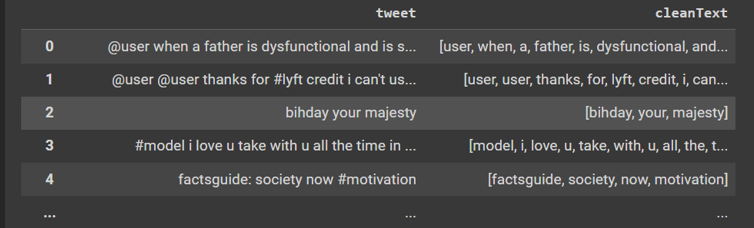 tweet cleanText
0 @user when a father is dysfunctional and is s... [user, when, a, father, is, dysfunctional, and...
1 @user @user thanks for #lyft credit i can't us... [user, user, thanks, for, lyft, credit, i, can...
2 bihday your majesty [bihday, your, majesty]
3 #model i love u take with u all the time in ... [model, i, love, u, take, with, u, all, the, t...
4 factsguide: society now #motivation [factsguide, society, now, motivation]
... ... ...